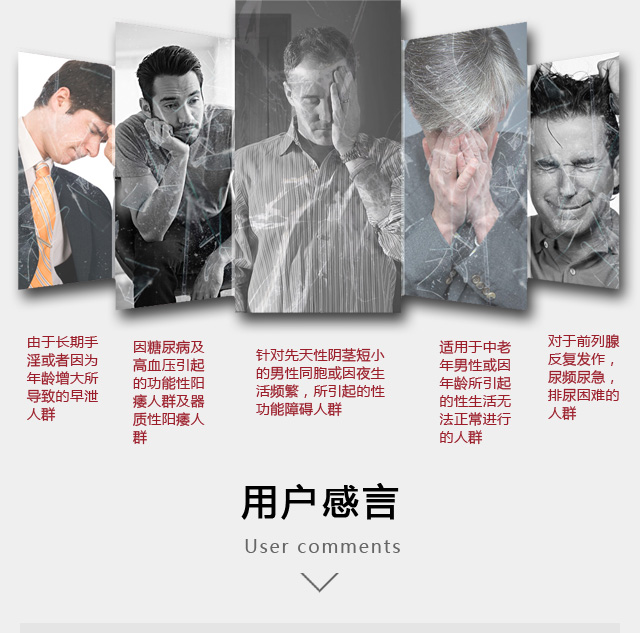 由于长期手
淫或者因为
年龄增大所
导致的早泄
人群
因糖尿病及
高血压引起
的功能性阳
痿人群及器
质性阳痿人
群
针对先天性阴茎短小
的男性同胞或因夜生
活频繁，所引起的性
功能障碍人群
适用于中老
年男性或因
年龄所引起
的性生活无
法正常进行
的人群
对于前列腺
反复发作，
尿频尿急，
排尿困难的
人群
用户感言
User comments